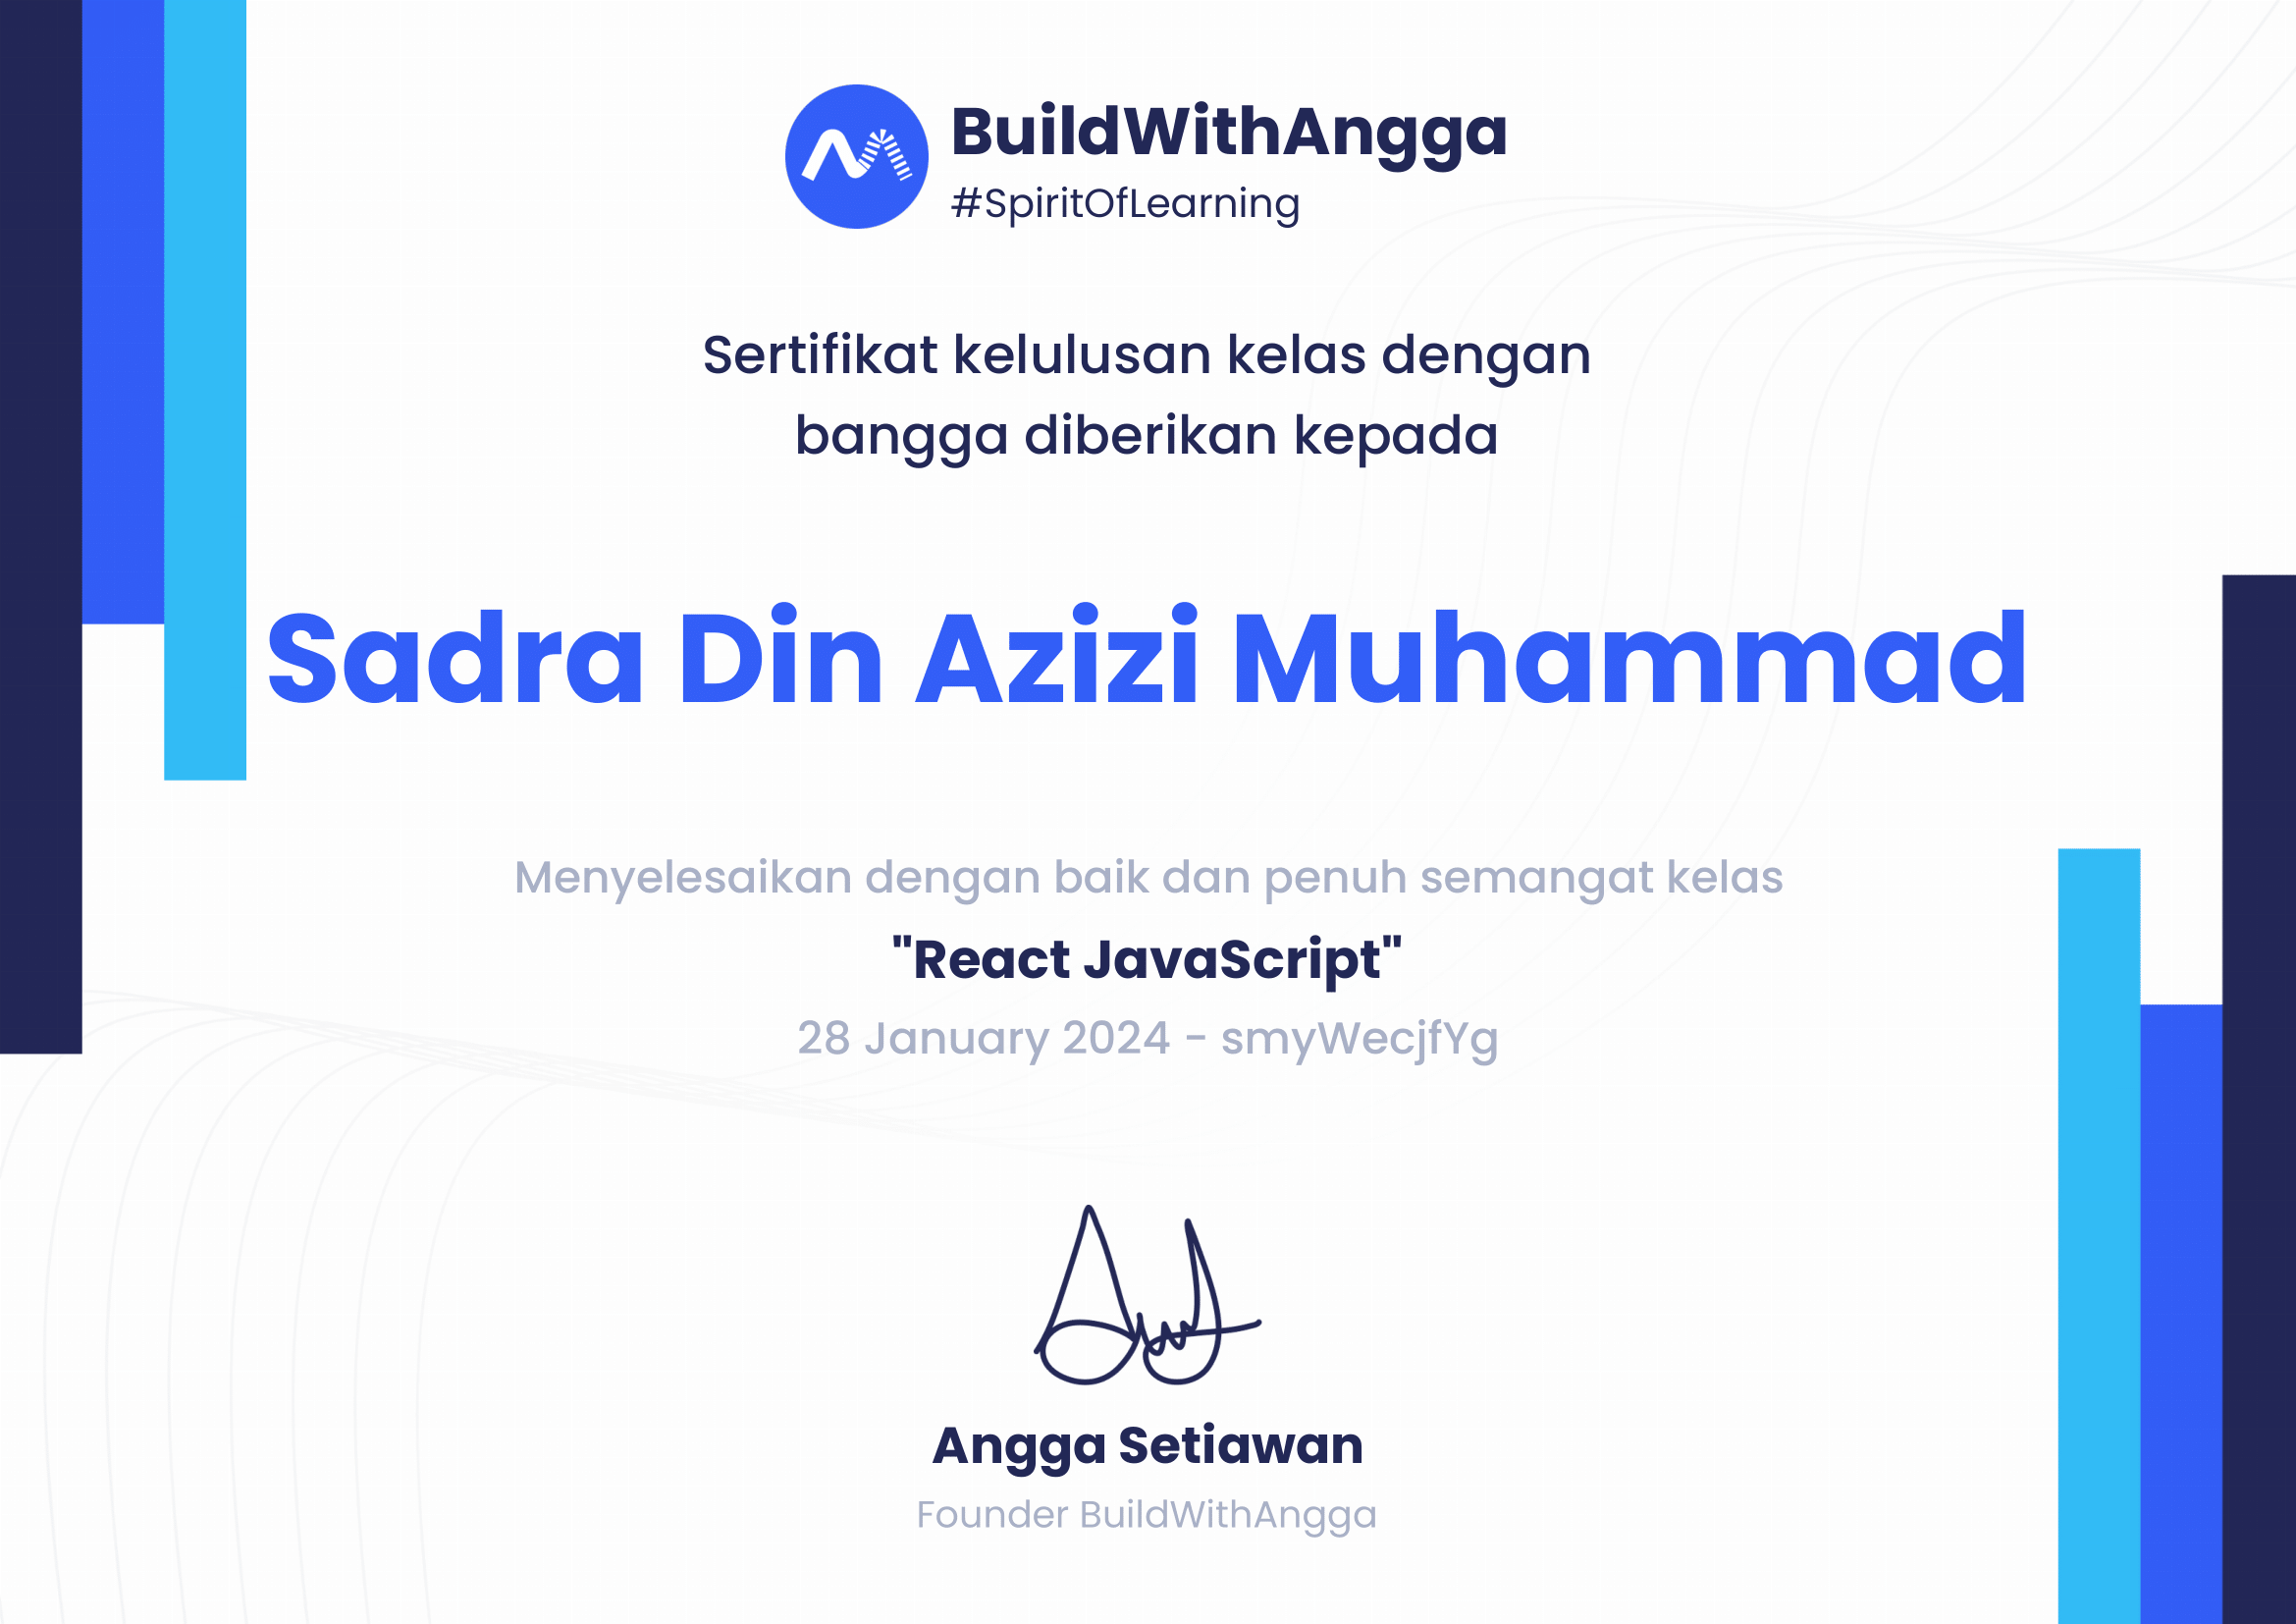 BuildWithAngga
#SpiritOfLearning
Sertifikat kelulusan kelas dengan
bangga diberikan kepada
Sadra Din Azizi Muhammad
Menyelesaikan dengan baik dan penuh semangat kelas
"React JavaScript"
28 January 2024 - smyWecjfYg
Angga Setiawan
Founder BuildWithAngga